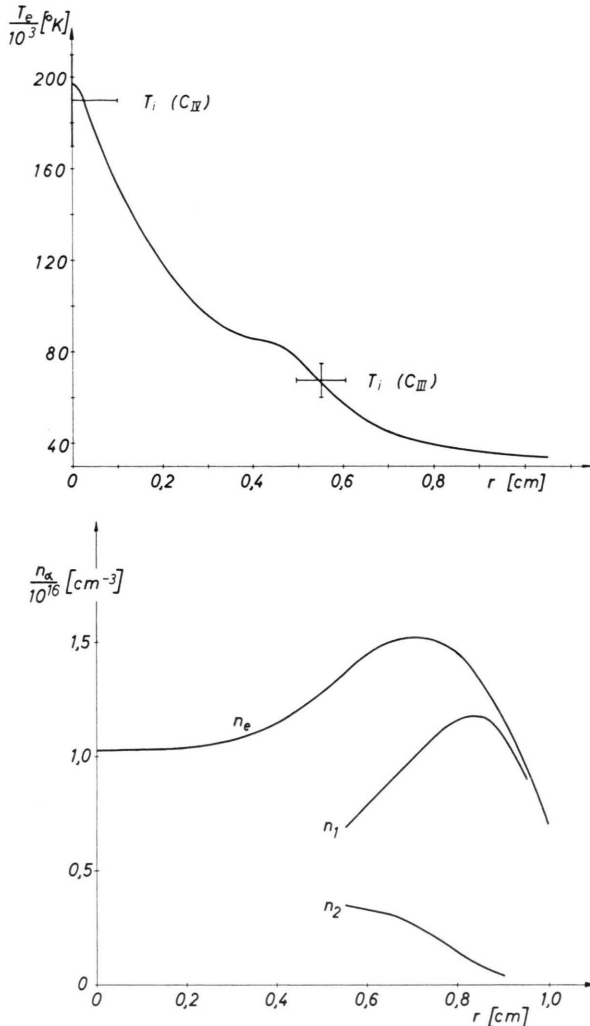 T_e/10^3 [°K]
200
160
120
80
40
T_i (C_IV)
T_i (C_III)
0 0,2 0,4 0,6 0,8
r [cm]
n_α/10^16 [cm^-3]
1,5
1,0
0,5
0
n_e
n_1
n_2
0 0,2 0,4 0,6 0,8 1,0
r [cm]